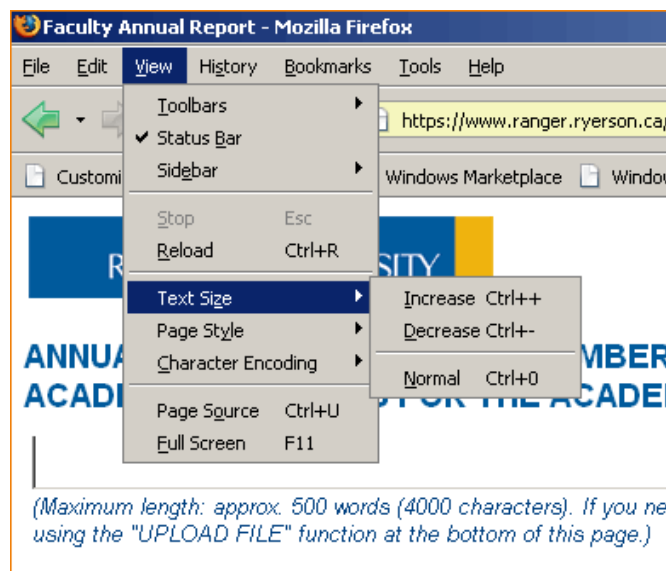 Faculty Annual Report - Mozilla Firefox
File Edit View History Bookmarks Tools Help
Toolbars
https://www.ranger.ryerson.ca/
Status Bar
Sidebar
Windows Marketplace
Stop Esc
Reload Ctrl+R
Text Size
Increase Ctrl++
Page Style
Decrease Ctrl+-
Character Encoding
Normal Ctrl+0
FOR THE
Page Source Ctrl+U
Full Screen F11
(Maximum length: approx. 500 words (4000 characters). If you
using the "UPLOAD FILE" function at the bottom of this page.)